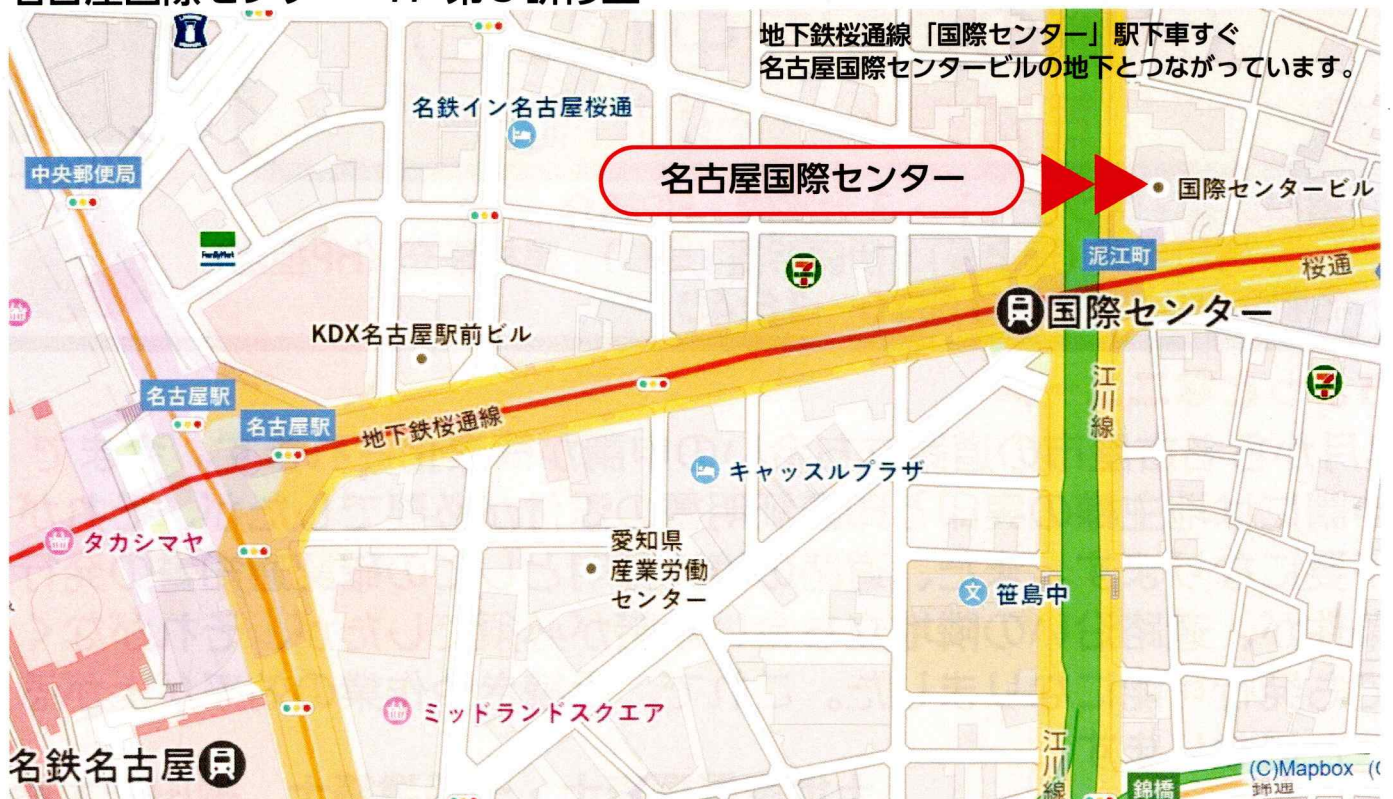 地下鉄桜通線「国際センター」駅下車すぐ
名古屋国際センタービルの地下とつながっています。
名鉄イン名古屋桜通
中央郵便局
名古屋国際センター
国際センタービル
FamilyMart
泥江町
桜通
国際センター
KDX名古屋駅前ビル
名古屋駅
名古屋駅
地下鉄桜通線
江川線
キャッスルプラザ
タカシマヤ
愛知県
産業労働
センター
文
笹島中
ミッドランドスクエア
名鉄名古屋
江川線
錦橋
(C)Mapbox
錦通